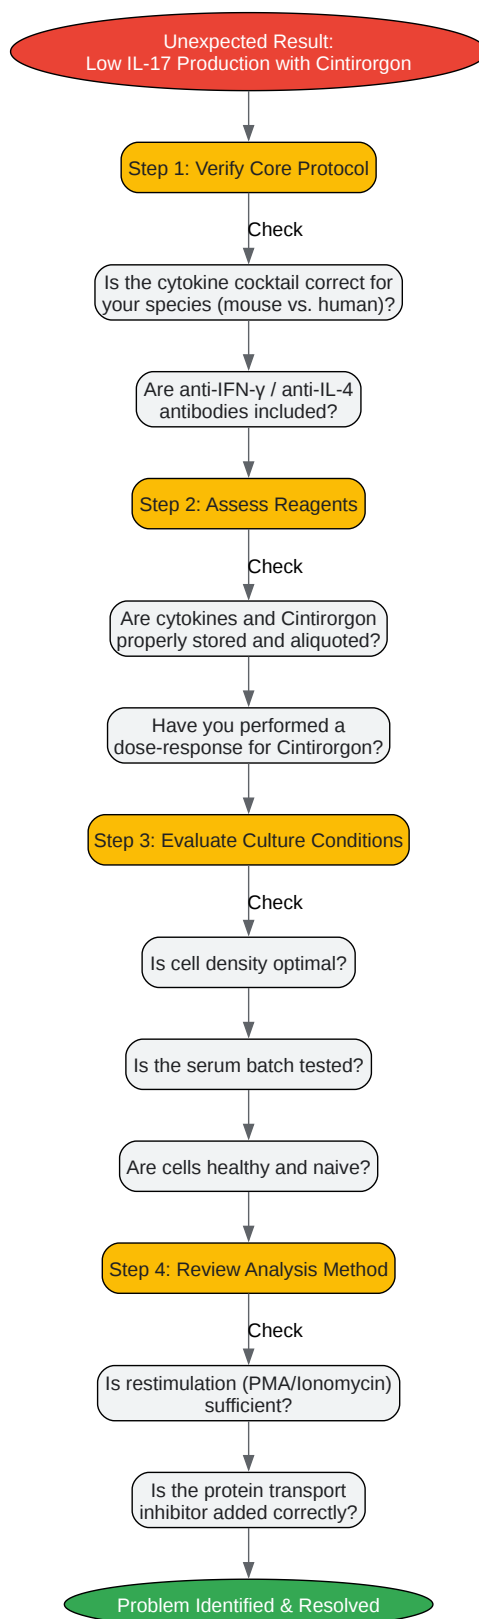 Unexpected Result:
Low IL-17 Production with Cintirorgon
Step 1: Verify Core Protocol
Check
Is the cytokine cocktail correct for
your species (mouse vs. human)?
Are anti-IFN-γ / anti-IL-4
antibodies included?
Step 2: Assess Reagents
Check
Are cytokines and Cintirorgon
properly stored and aliquoted?
Have you performed a
dose-response for Cintirorgon?
Step 3: Evaluate Culture Conditions
Check
Is cell density optimal?
Is the serum batch tested?
Are cells healthy and naive?
Step 4: Review Analysis Method
Check
Is restimulation (PMA/Ionomycin)
sufficient?
Is the protein transport
inhibitor added correctly?
Problem Identified & Resolved